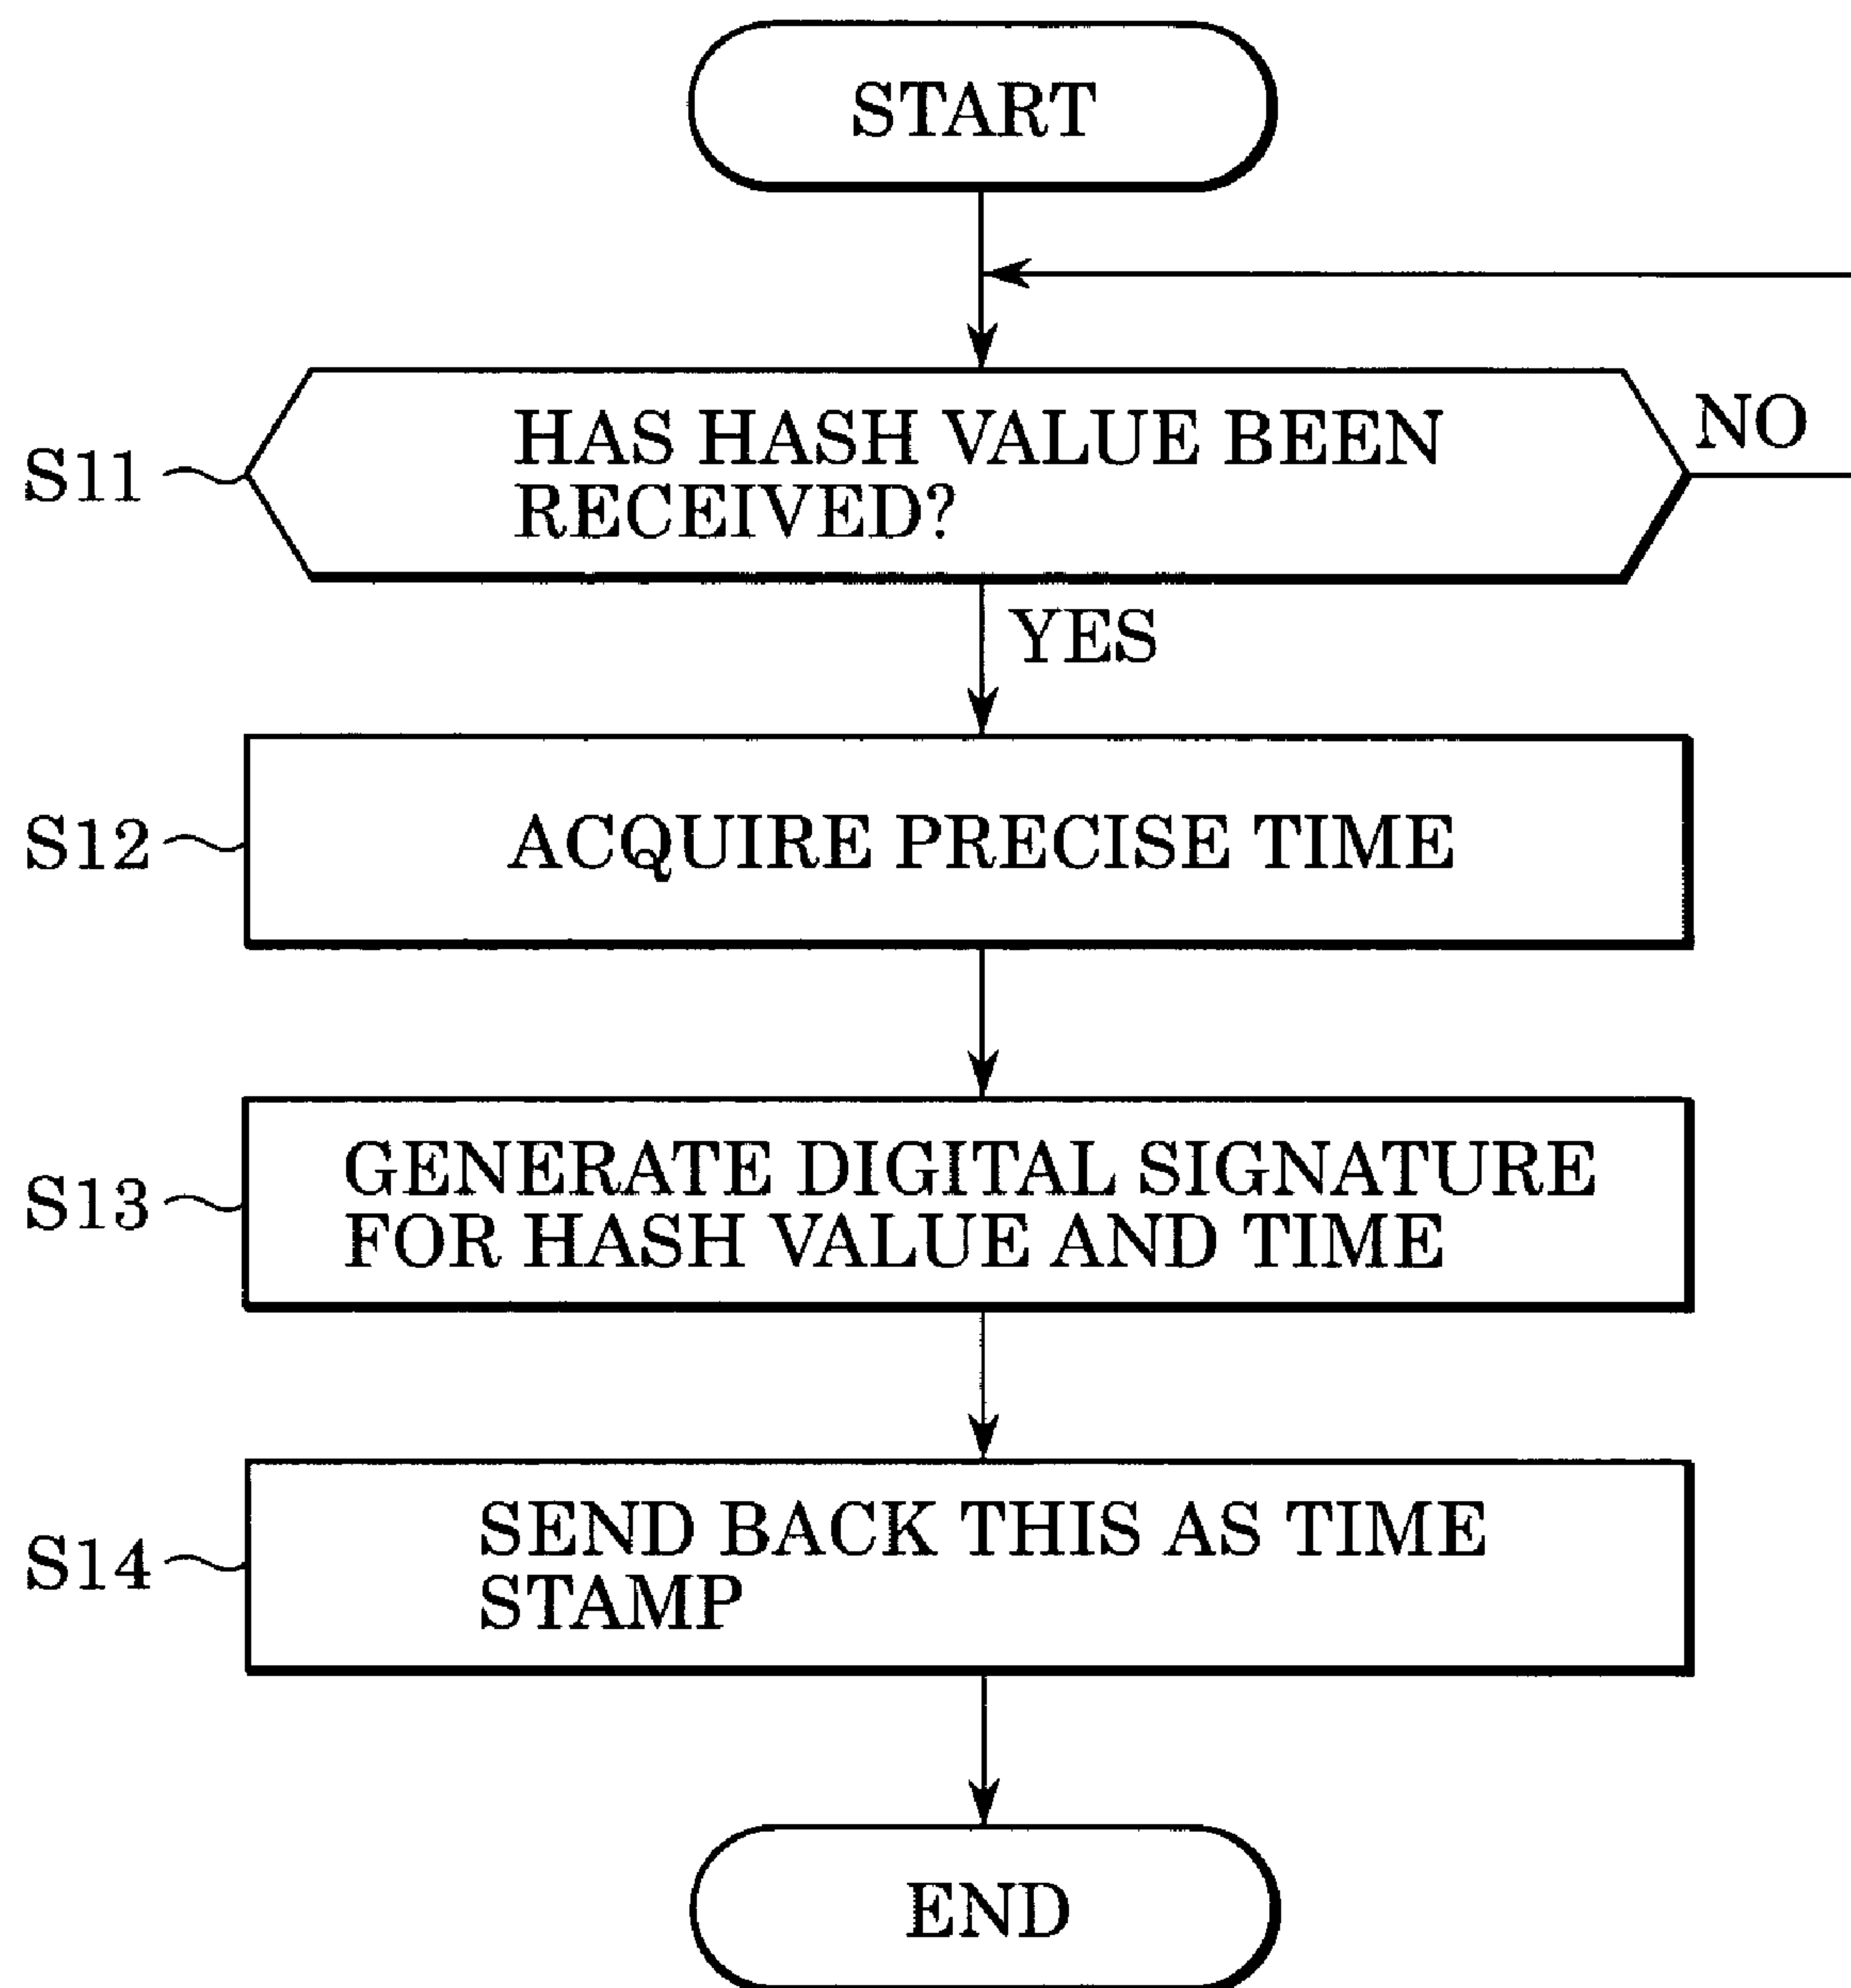 START
S11
HAS HASH VALUE BEEN
RECEIVED?
NO
YES
S12
ACQUIRE PRECISE TIME
S13
GENERATE DIGITAL SIGNATURE
FOR HASH VALUE AND TIME
S14
SEND BACK THIS AS TIME
STAMP
END